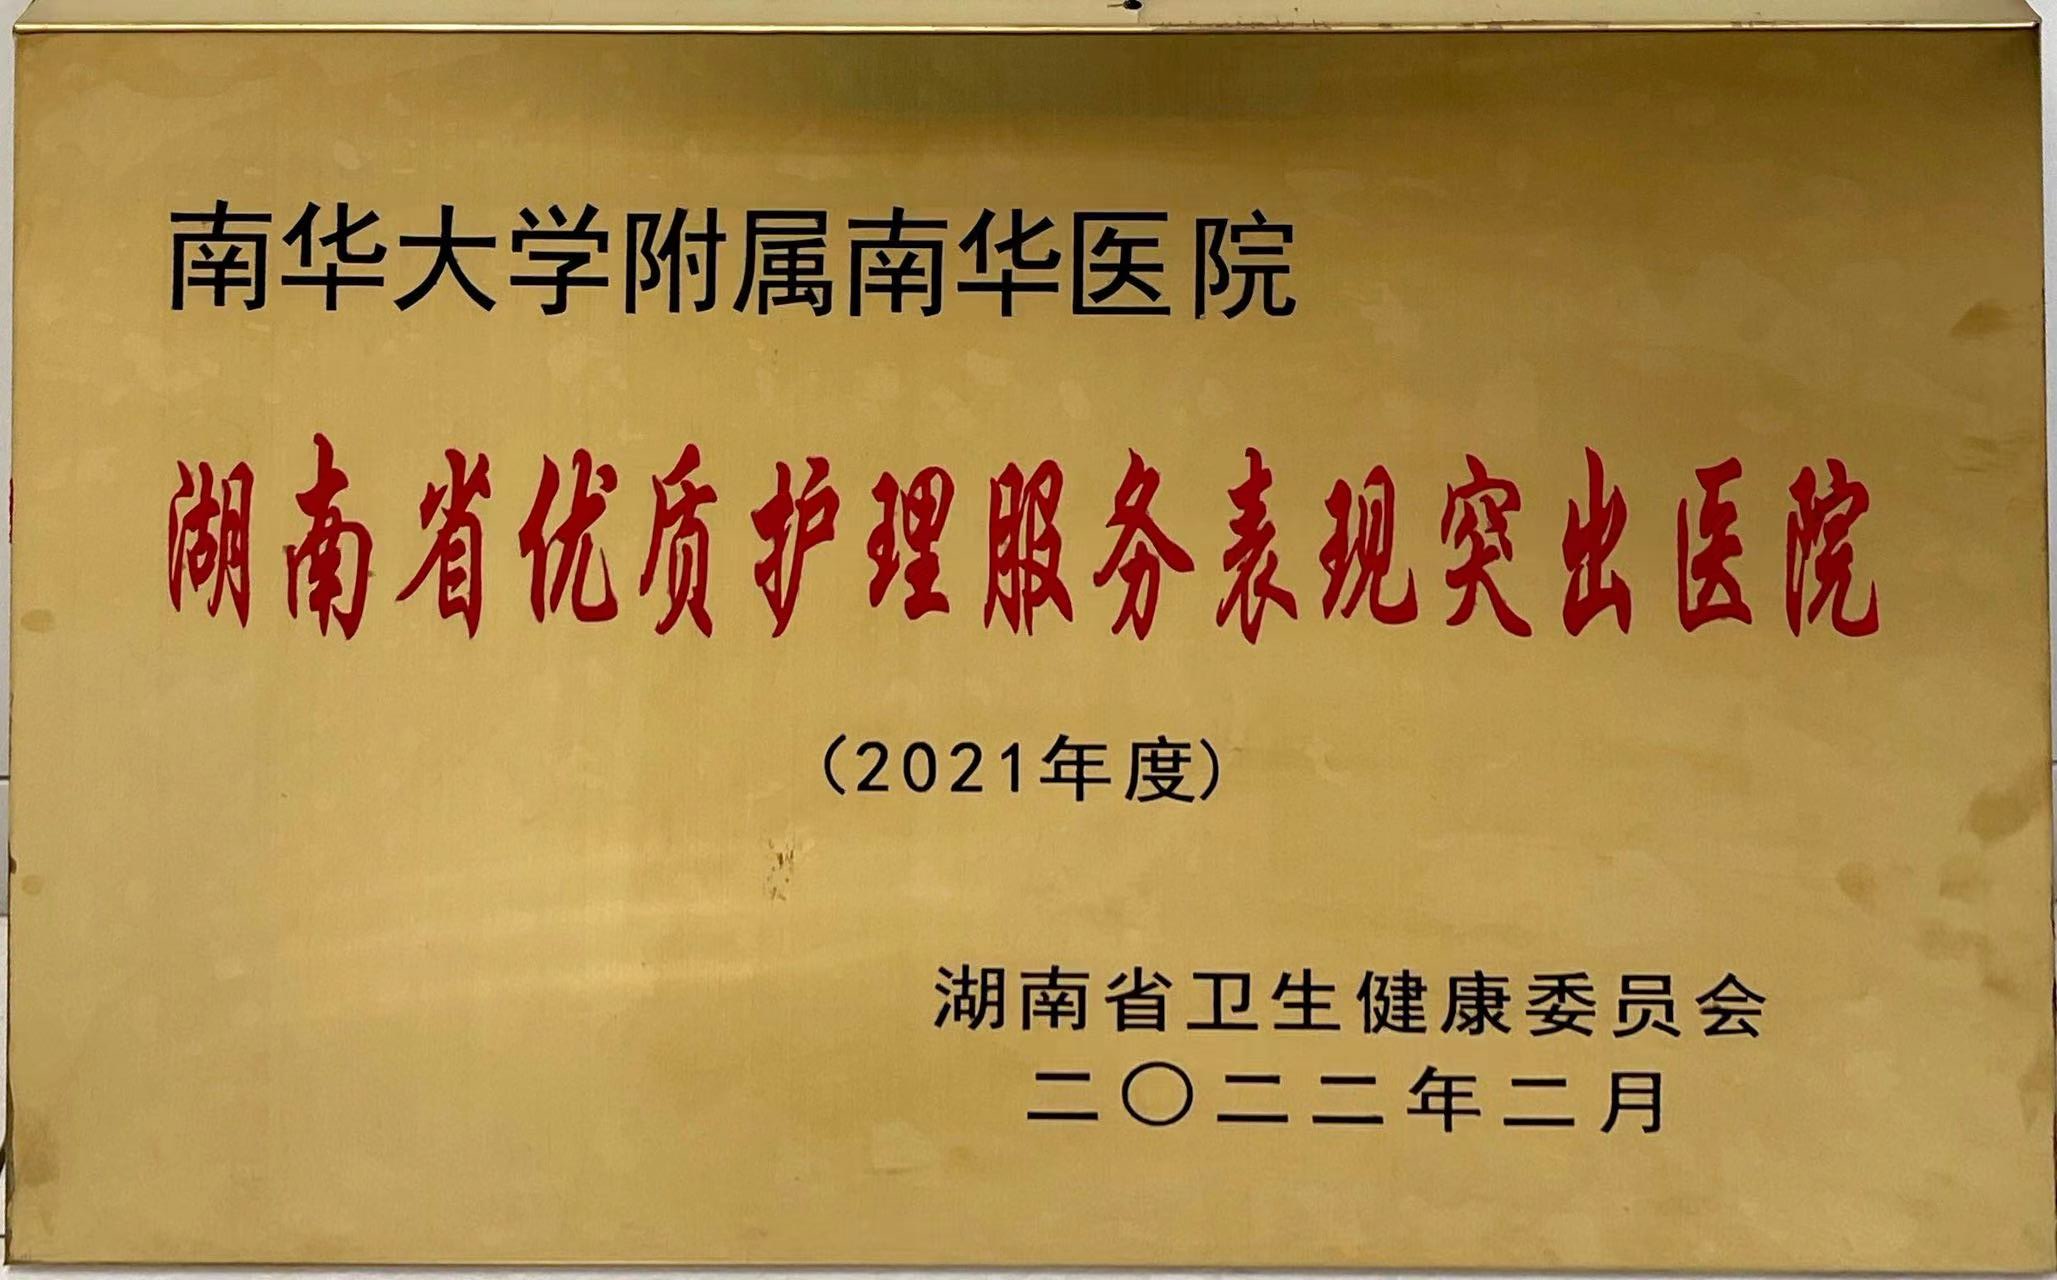 南华大学附属南华医院
湖南省优质护理服务表现突出医院
(2021年度)
湖南省卫生健康委员会
二〇二二年二月